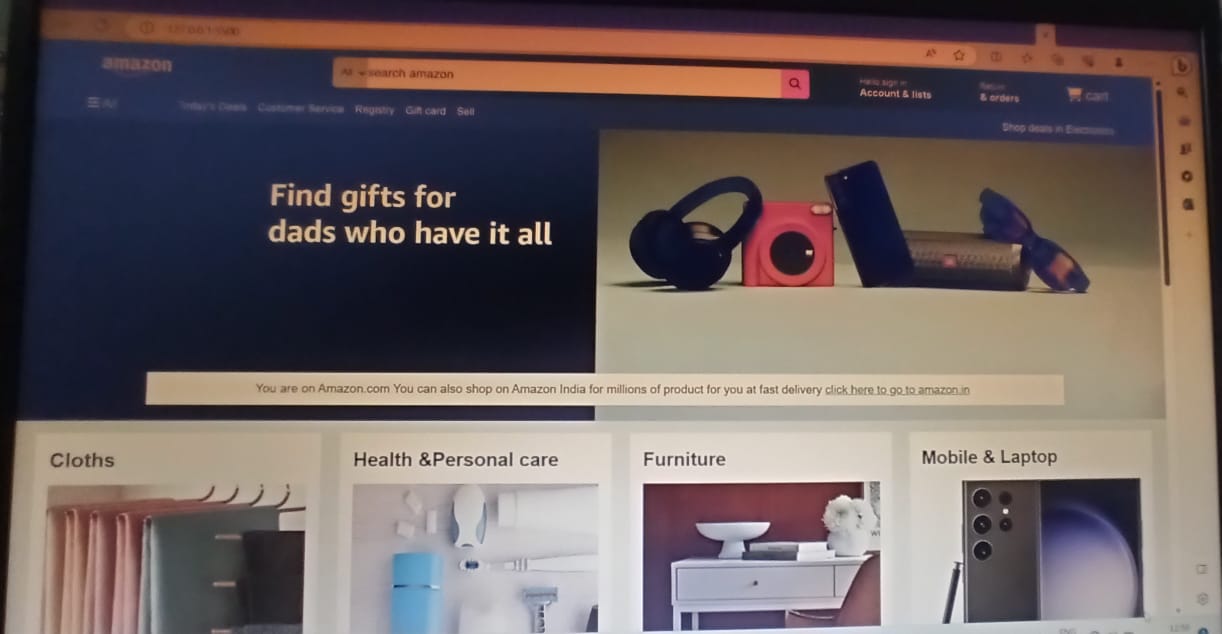 amazon
All search amazon
Hello sign in
Account & lists
Return
& orders
cart
All
Today's Deals Customer Service Registry Gift card Sell
Shop deals in Electronics
Find gifts for
dads who have it all
You are on Amazon.com You can also shop on Amazon India for millions of product for you at fast delivery click here to go to amazon.in
Cloths
Health &Personal care
Furniture
Mobile & Laptop